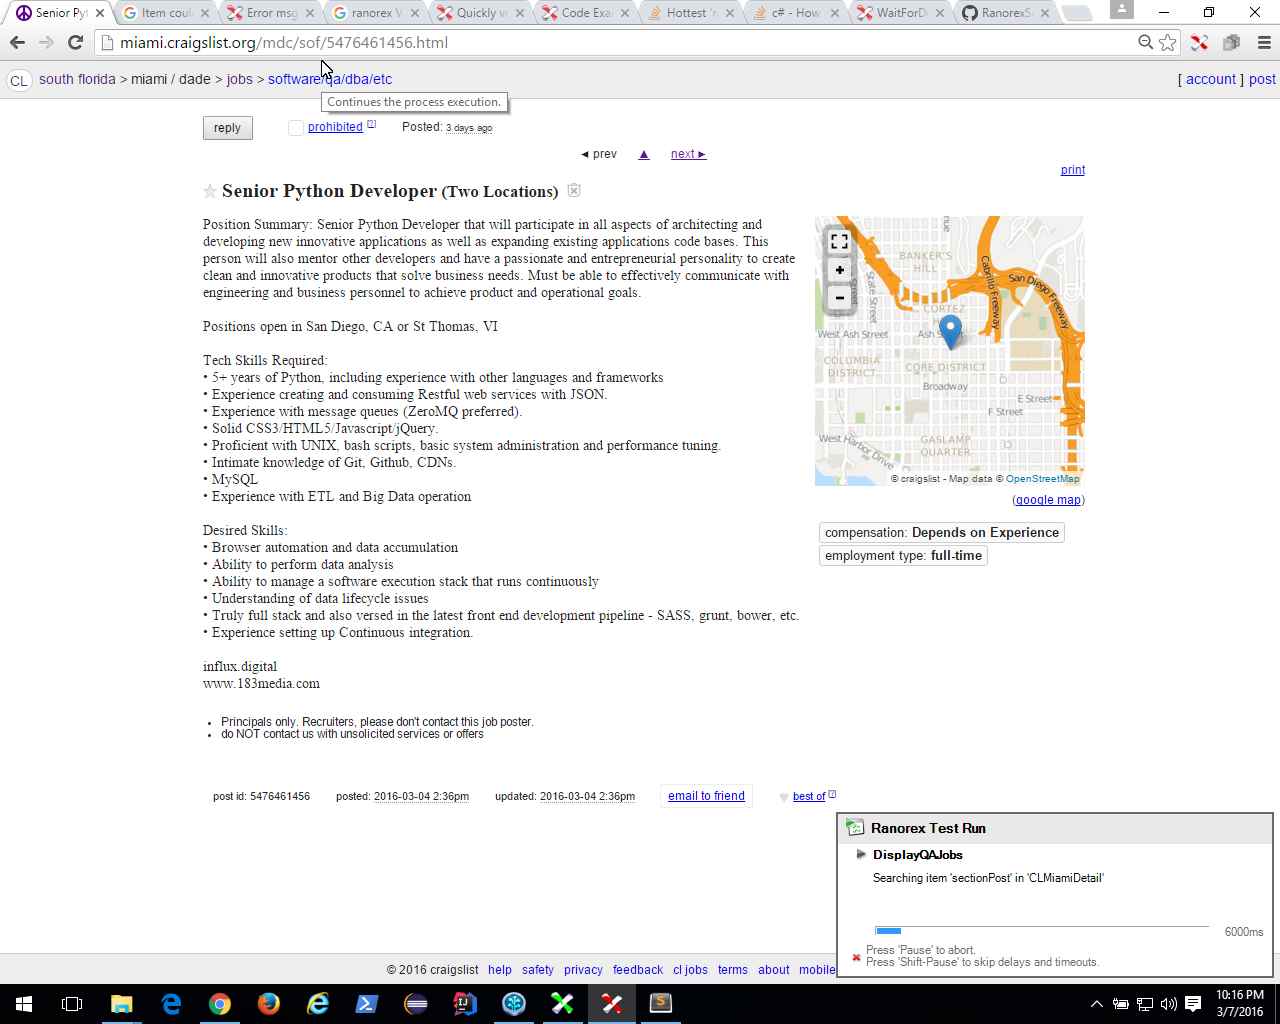 Senior Pyt
Item coul
Error msg
ranorex V
Quickly v
Code Exa
Hottest 'r
c# - How
WaitForD
RanorexS
miami.craigslist.org/mdc/sof/5476461456.html
CL south florida > miami / dade > jobs > software/qa/dba/etc
[ account ] post
Continues the process execution.
reply
prohibited [?]
Posted: 3 days ago
◄ prev ▲ next ►
print
Senior Python Developer (Two Locations)
Position Summary: Senior Python Developer that will participate in all aspects of architecting and
developing new innovative applications as well as expanding existing applications code bases. This
person will also mentor other developers and have a passionate and entrepreneurial personality to create
clean and innovative products that solve business needs. Must be able to effectively communicate with
engineering and business personnel to achieve product and operational goals.
Positions open in San Diego, CA or St Thomas, VI
Tech Skills Required:
• 5+ years of Python, including experience with other languages and frameworks
• Experience creating and consuming Restful web services with JSON.
• Experience with message queues (ZeroMQ preferred).
• Solid CSS3/HTML5/Javascript/jQuery.
• Proficient with UNIX, bash scripts, basic system administration and performance tuning.
• Intimate knowledge of Git, Github, CDNs.
• MySQL
• Experience with ETL and Big Data operation
Desired Skills:
• Browser automation and data accumulation
• Ability to perform data analysis
• Ability to manage a software execution stack that runs continuously
• Understanding of data lifecycle issues
• Truly full stack and also versed in the latest front end development pipeline - SASS, grunt, bower, etc.
• Experience setting up Continuous integration.
influx.digital
www.183media.com
• Principals only. Recruiters, please don't contact this job poster.
• do NOT contact us with unsolicited services or offers
+
-
BANKER'S
HILL
State Street
Street
Cabrillo Freeway
San Diego Freeway
CORTEZ
West Ash Street
Ash Street
COLUMBIA
DISTRICT
CORE DISTRICT
Broadway
E Street
F Street
West Harbor Drive
GASLAMP
QUARTER
© craigslist - Map data © OpenStreetMap
(google map)
compensation: Depends on Experience
employment type: full-time
post id: 5476461456
posted: 2016-03-04 2:36pm
updated: 2016-03-04 2:36pm
email to friend
best of [?]
Ranorex Test Run
DisplayQAJobs
Searching item 'sectionPost' in 'CLMiamiDetail'
6000ms
Press 'Pause' to abort.
Press 'Shift-Pause' to skip delays and timeouts.
© 2016 craigslist help safety privacy feedback cl jobs terms about mobile
10:16 PM
3/7/2016